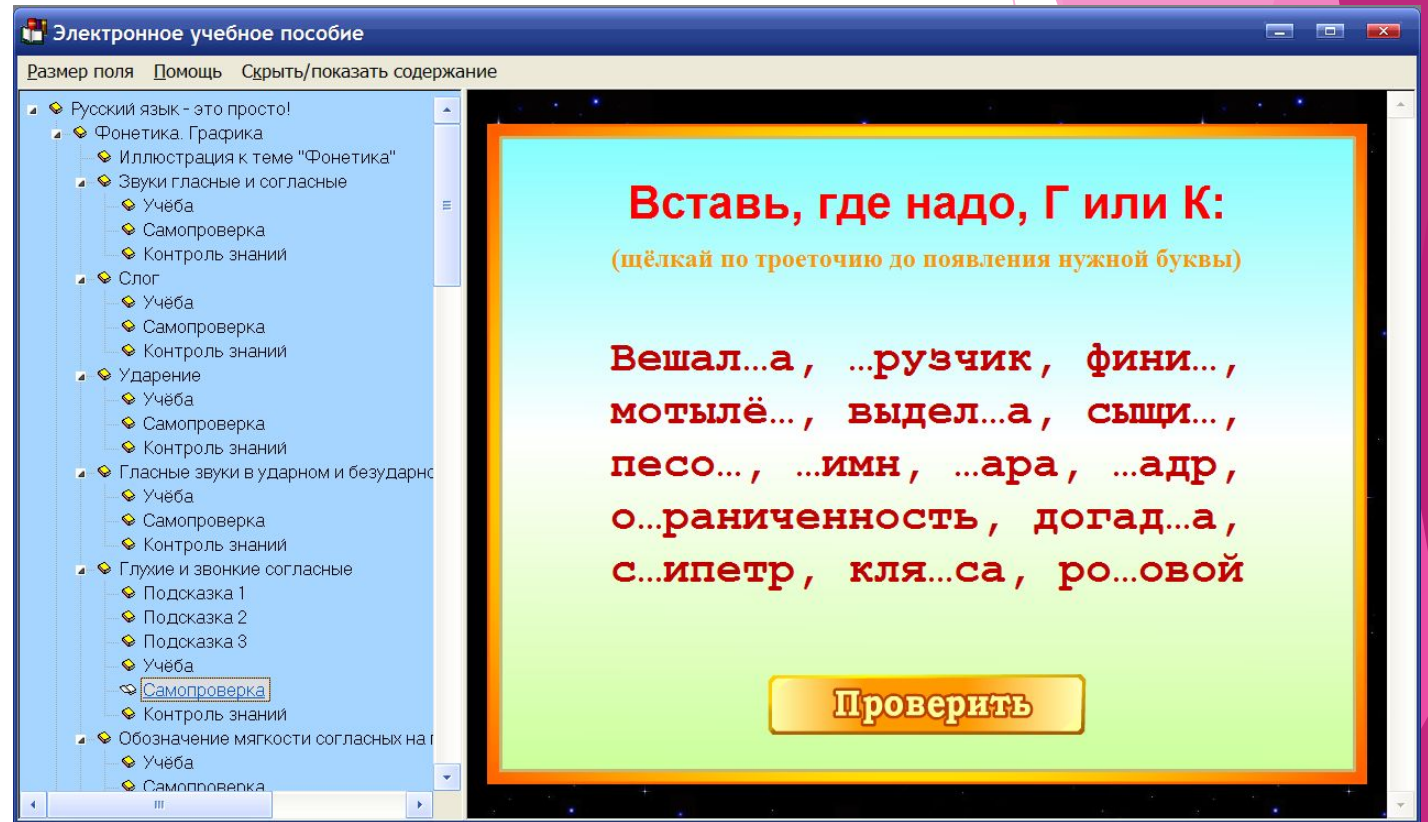 Электронное учебное пособие
Размер поля Помощь Скрыть/показать содержание
Русский язык - это просто!
Фонетика. Графика
Иллюстрация к теме "Фонетика"
Звуки гласные и согласные
Учёба
Самопроверка
Контроль знаний
Слог
Учёба
Самопроверка
Контроль знаний
Ударение
Учёба
Самопроверка
Контроль знаний
Гласные звуки в ударном и безударно
Учёба
Самопроверка
Контроль знаний
Глухие и звонкие согласные
Подсказка 1
Подсказка 2
Подсказка 3
Учёба
Самопроверка
Контроль знаний
Обозначение мягкости согласных на
Учёба
Самопроверка
Вставь, где надо, Г или К:
(щёлкай по троеточию до появления нужной буквы)
Вешал…а, …рузчик, фини…,
мотылё…, выдел…а, сыщи…,
песо…, …имн, …ара, …адр,
о…раниченность, догад…а,
с…ипетр, кля…са, ро…овой
Проверить